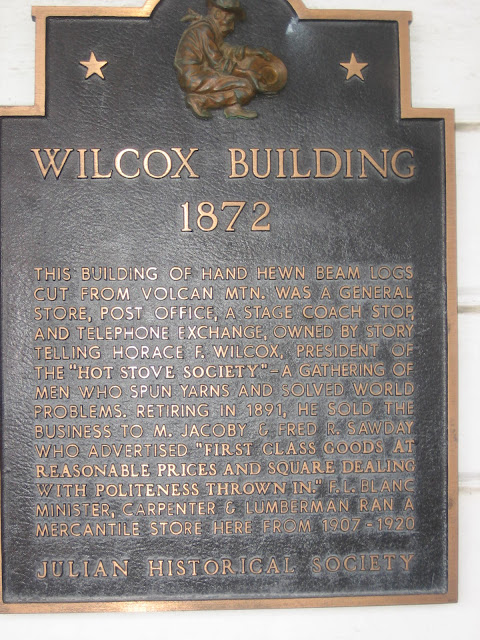 WILCOX BUILDING
1872
THIS BUILDING OF HAND HEWN BEAM LOGS
CUT FROM VOLCAN MTN. WAS A GENERAL
STORE, POST OFFICE, A STAGE COACH STOP
AND TELEPHONE EXCHANGE, OWNED BY STORY
TELLING HORACE F. WILCOX, PRESIDENT OF
THE "HOT STOVE SOCIETY"-A GATHERING OF
MEN WHO SPUN YARNS AND SOLVED WORLD
PROBLEMS. RETIRING IN 1891, HE SOLD THE
BUSINESS TO M. JACOBY, & FRED R. SAWDAY
WHO ADVERTISED "FIRST CLASS GOODS AT
REASONABLE PRICES AND SQUARE DEALING
WITH POLITENESS THROWN IN." F.L. BLANC
MINISTER, CARPENTER & LUMBERMAN RAN A
MERCANTILE STORE HERE FROM 1907-1920
JULIAN HISTORICAL SOCIETY